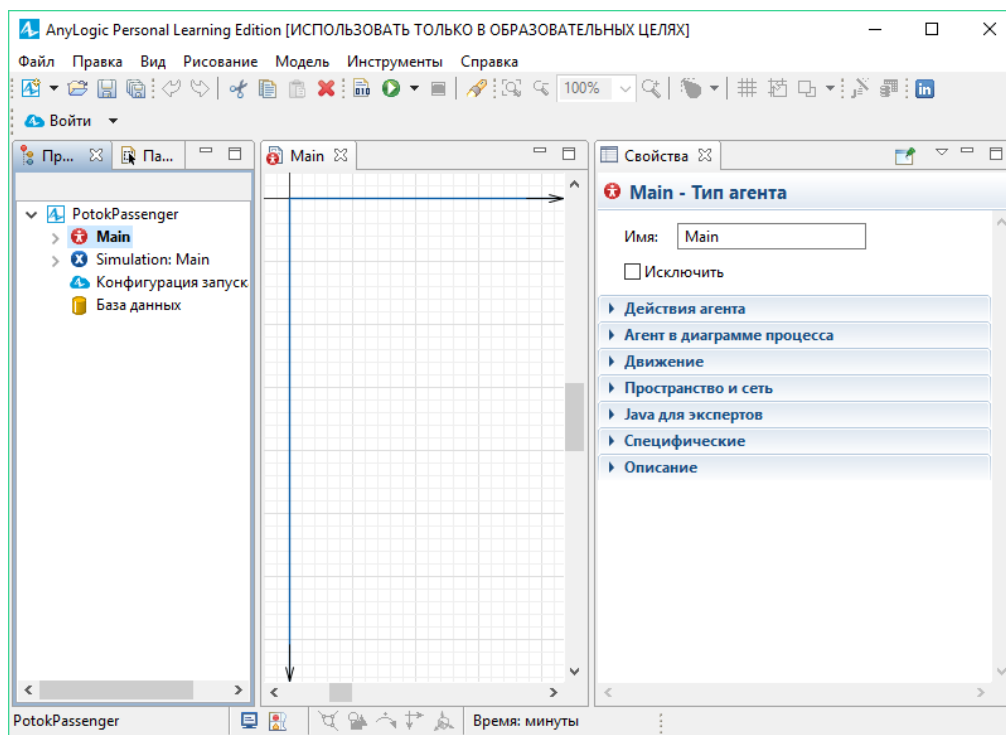 AnyLogic Personal Learning Edition [ИСПОЛЬЗОВАТЬ ТОЛЬКО В ОБРАЗОВАТЕЛЬНЫХ ЦЕЛЯХ]
Файл Правка Вид Рисование Модель Инструменты Справка
100%
Войти
Пр... Па...
PotokPassenger
Main
Simulation: Main
Конфигурация запуск
База данных
Main
Свойства
Main - Тип агента
Имя: Main
Исключить
Действия агента
Агент в диаграмме процесса
Движение
Пространство и сеть
Java для экспертов
Специфические
Описание
PotokPassenger
Время: минуты